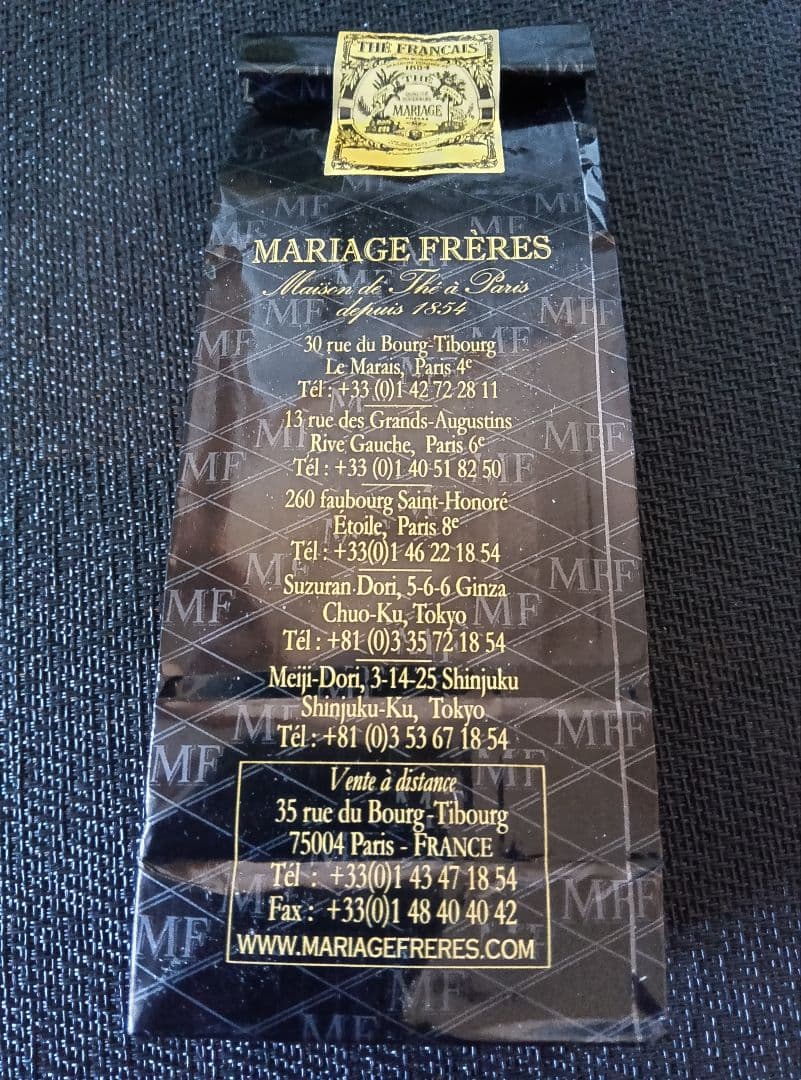 THÉ FRANÇAIS
1854
THÉ
MARIAGE
MARIAGE FRÈRES
Maison de Thé à Paris
depuis 1854
30 rue du Bourg-Tibourg
Le Marais, Paris 4e
Tél : +33 (0)1 42 72 28 11
13 rue des Grands-Augustins
Rive Gauche, Paris 6e
Tél : +33 (0)1 40 51 82 50
260 faubourg Saint-Honoré
Étoile, Paris 8e
Tél : +33(0)1 46 22 18 54
Suzuran Dori, 5-6-6 Ginza
Chuo-Ku, Tokyo
Tél : +81 (0)3 35 72 18 54
Meiji-Dori, 3-14-25 Shinjuku
Shinjuku-Ku, Tokyo
Tél : +81 (0)3 53 67 18 54
Vente à distance
35 rue du Bourg-Tibourg
75004 Paris - FRANCE
Tél : +33(0)1 43 47 18 54
Fax : +33(0)1 48 40 40 42
WWW.MARIAGEFRERES.COM
MF